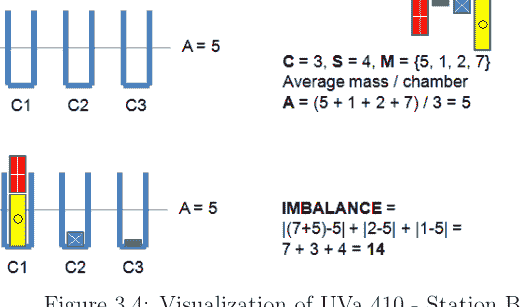 A = 5
C1 C2 C3
C = 3, S = 4, M = {5, 1, 2, 7}
Average mass / chamber
A = (5 + 1 + 2 + 7) / 3 = 5
A = 5
C1 C2 C3
IMBALANCE =
|(7+5)-5| + |2-5| + |1-5| =
7 + 3 + 4 = 14
Figure 3.4: Visualization of UVa 410 - Station B